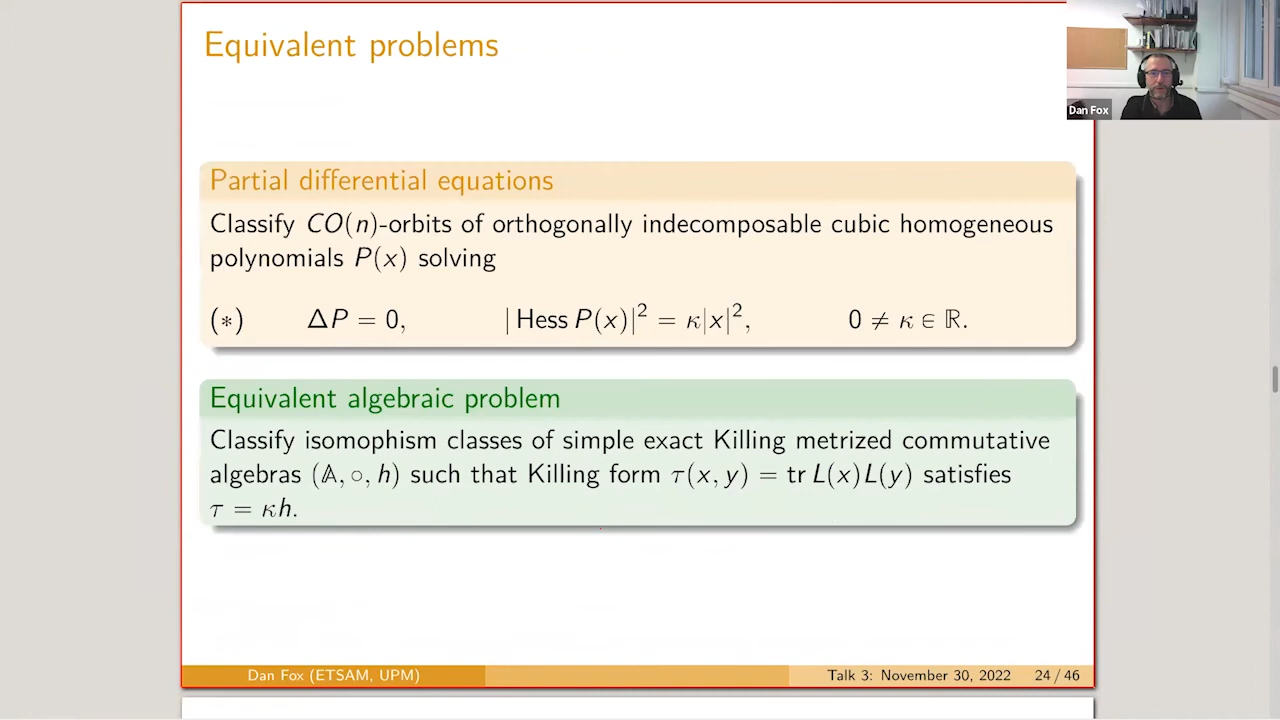 Equivalent problems
Dan Fox
Partial differential equations
Classify CO(n)-orbits of orthogonally indecomposable cubic homogeneous
polynomials P(x) solving
(∗) ΔP = 0, | Hess P(x)|² = κ|x|², 0 ≠ κ ∈ ℝ.
Equivalent algebraic problem
Classify isomophism classes of simple exact Killing metrized commutative
algebras (𝔸, ∘, h) such that Killing form τ(x, y) = tr L(x)L(y) satisfies
τ = κh.
Dan Fox (ETSAM, UPM) Talk 3: November 30, 2022 24 / 46